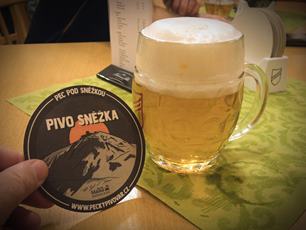 PEC POD SNĚŽKOU
PIVO SNĚŽKA
WWW.PECKYPIVOVAR.CZ